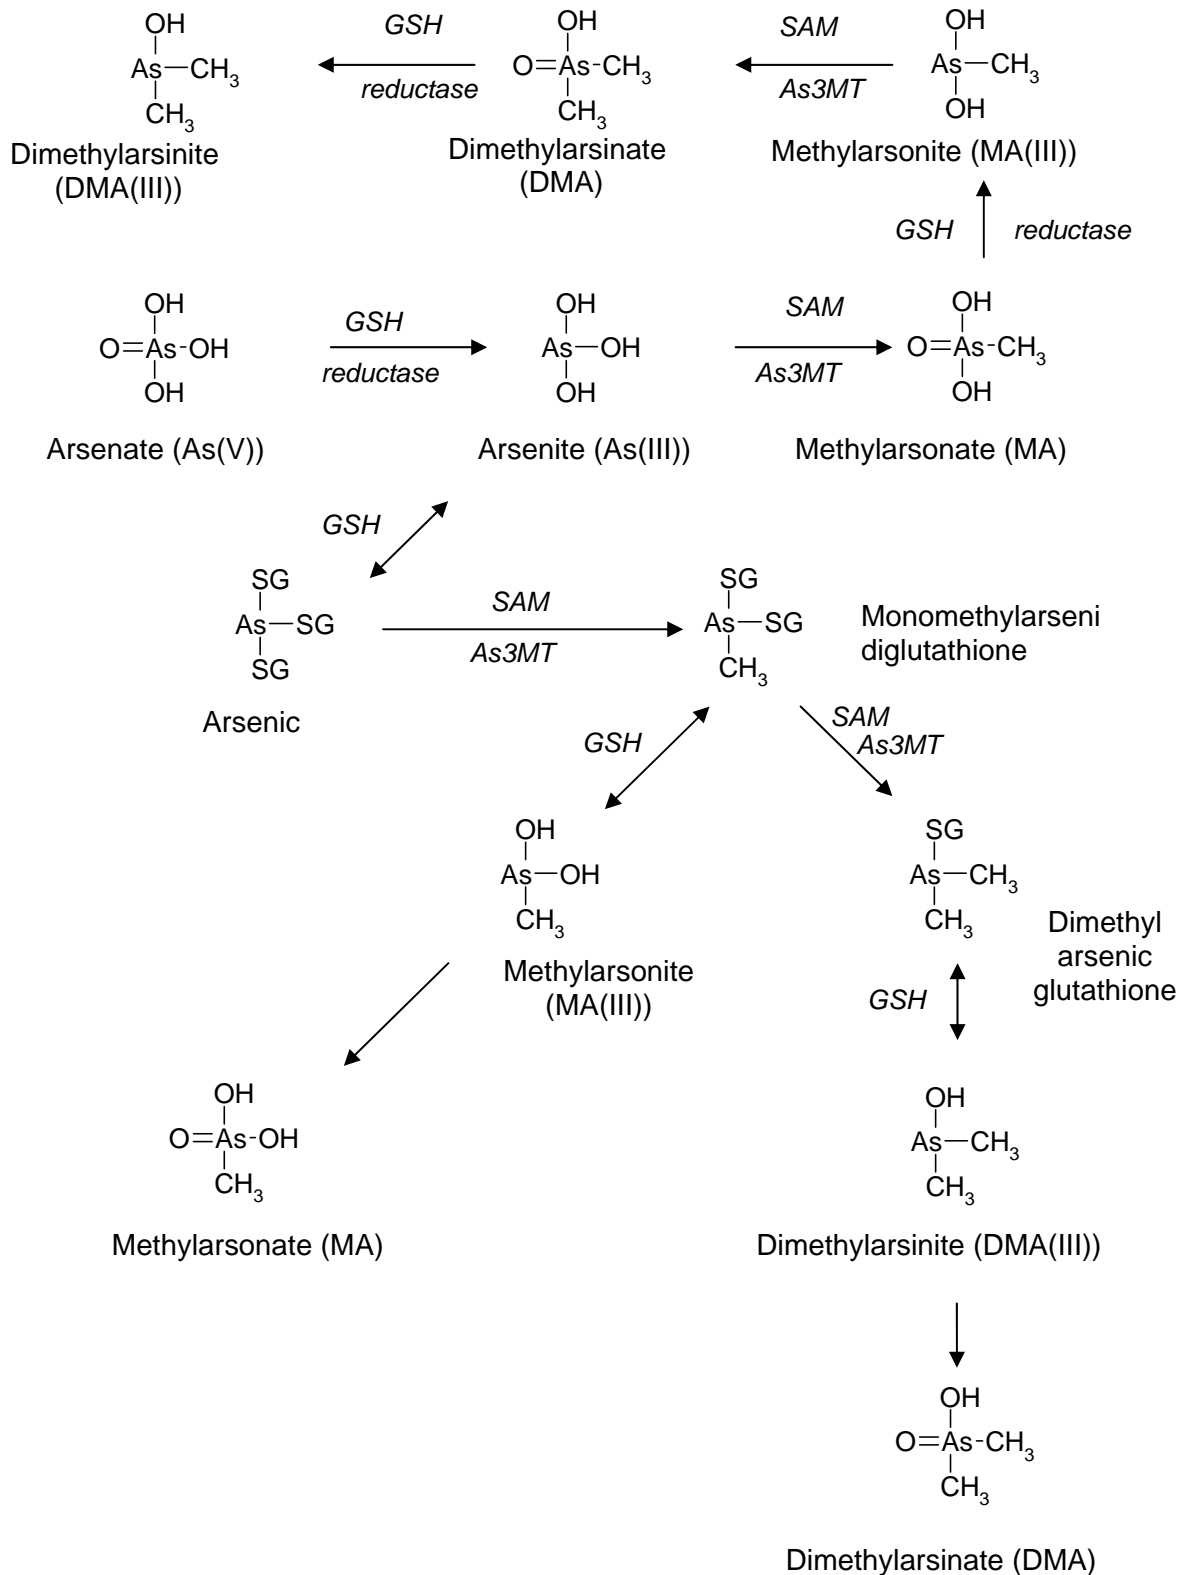 OH
GSH
OH
SAM
OH
As CH3
reductase
O As CH3
As3MT
As CH3
CH3
CH3
OH
Dimethylarsinite
(DMA(III))
Dimethylarsinate
(DMA)
Methylarsonite (MA(III))
GSH reductase
OH
GSH
OH
SAM
OH
O=As-OH
reductase
As OH
As3MT
O=As-CH3
OH
OH
OH
Arsenate (As(V))
Arsenite (As(III))
Methylarsonate (MA)
GSH
SG
As SG
SG
Arsenic
SAM
As3MT
SG
As SG
CH3
Monomethylarseni
diglutathione
GSH
SAM
As3MT
OH
As OH
CH3
Methylarsonite
(MA(III))
SG
As CH3
CH3
Dimethyl
arsenic
glutathione
GSH
OH
O=As-OH
CH3
Methylarsonate (MA)
OH
As CH3
CH3
Dimethylarsinite (DMA(III))
OH
O=As-CH3
CH3
Dimethylarsinate (DMA)